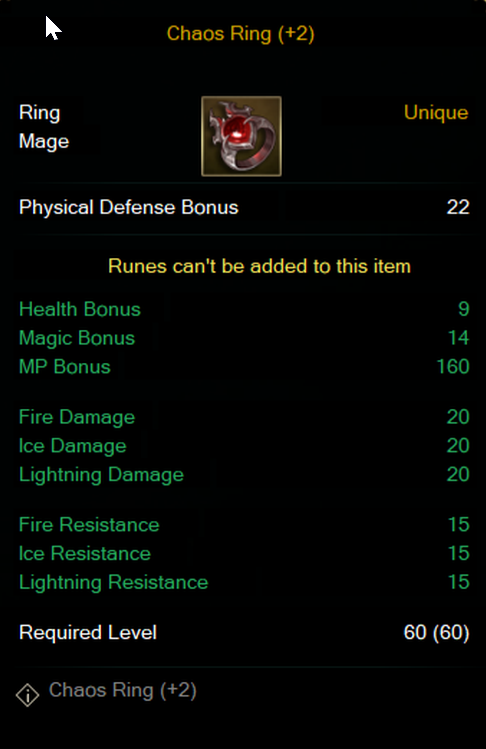 Chaos Ring (+2)
Ring
Unique
Mage
Physical Defense Bonus 22
Runes can't be added to this item
Health Bonus 9
Magic Bonus 14
MP Bonus 160
Fire Damage 20
Ice Damage 20
Lightning Damage 20
Fire Resistance 15
Ice Resistance 15
Lightning Resistance 15
Required Level 60 (60)
Chaos Ring (+2)